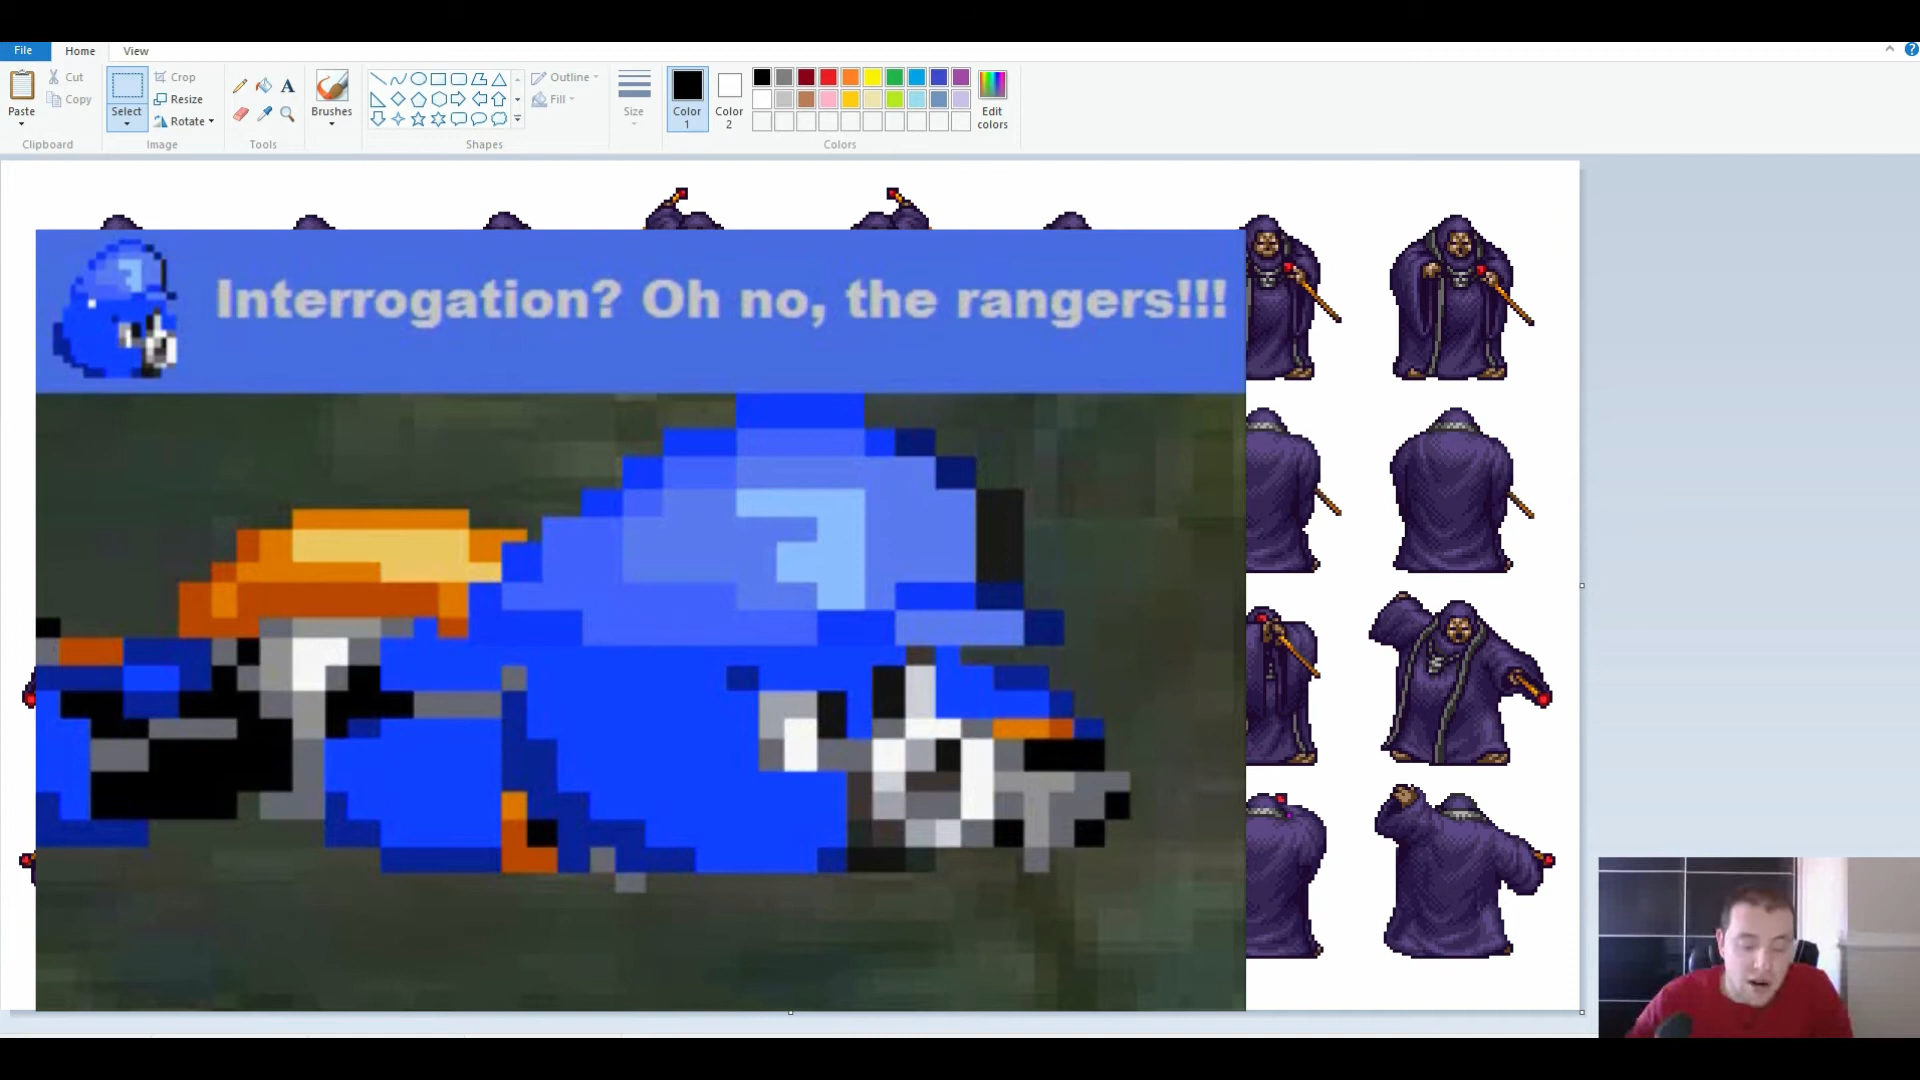 File Home View
Paste
Cut
Copy
Clipboard
Select
Crop
Resize
Rotate
Image
A
Tools
Brushes
Shapes
Outline
Fill
Size
Color 1
Color 2
Edit colors
Colors
?
Interrogation? Oh no, the rangers!!!